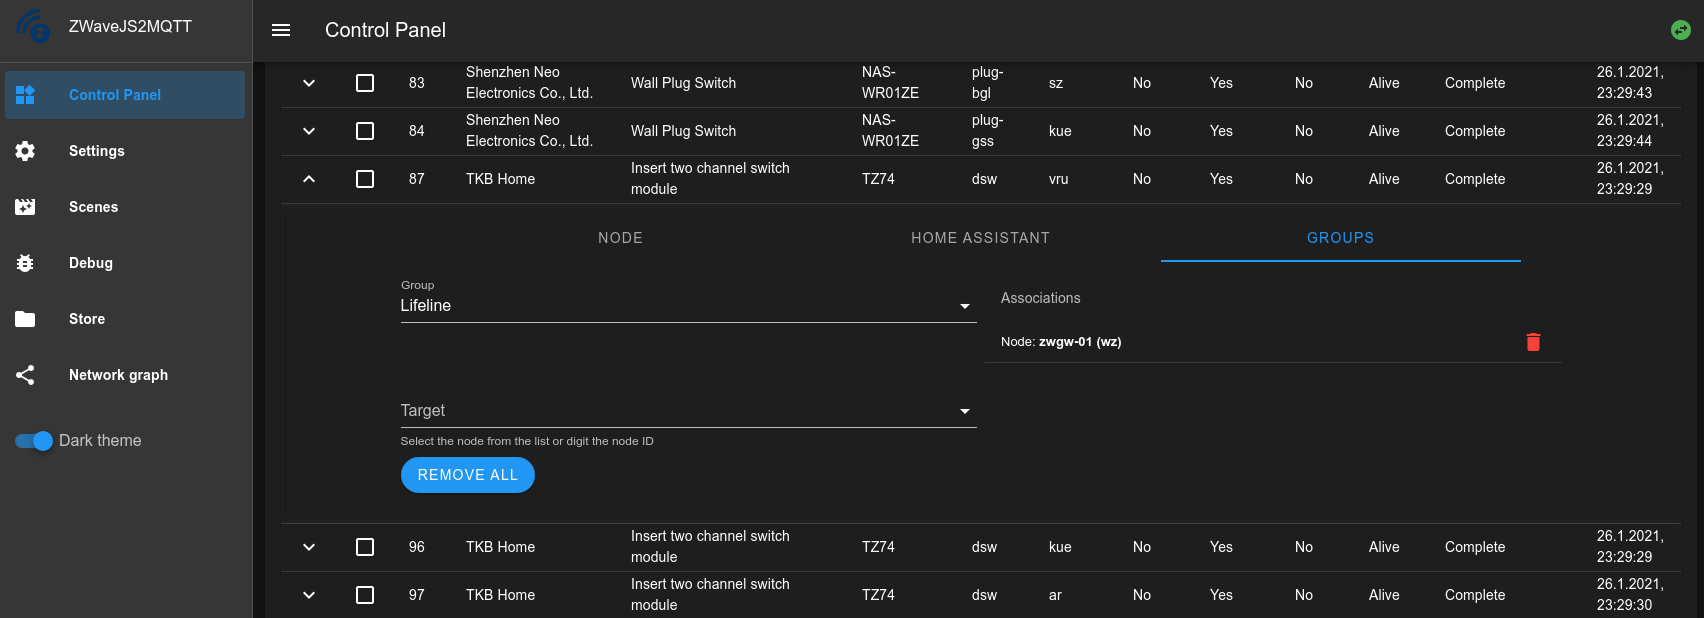 ZWaveJS2MQTT
Control Panel
Control Panel
Settings
Scenes
Debug
Store
Network graph
Dark theme
83 Shenzhen Neo Electronics Co., Ltd. Wall Plug Switch NAS-WR01ZE plug-bgl sz No Yes No Alive Complete 26.1.2021, 23:29:43
84 Shenzhen Neo Electronics Co., Ltd. Wall Plug Switch NAS-WR01ZE plug-gss kue No Yes No Alive Complete 26.1.2021, 23:29:44
87 TKB Home Insert two channel switch module TZ74 dsw vru No Yes No Alive Complete 26.1.2021, 23:29:29
NODE HOME ASSISTANT GROUPS
Group
Lifeline
Associations
Node: zwgw-01 (wz)
Target
Select the node from the list or digit the node ID
REMOVE ALL
96 TKB Home Insert two channel switch module TZ74 dsw kue No Yes No Alive Complete 26.1.2021, 23:29:29
97 TKB Home Insert two channel switch module TZ74 dsw ar No Yes No Alive Complete 26.1.2021, 23:29:30